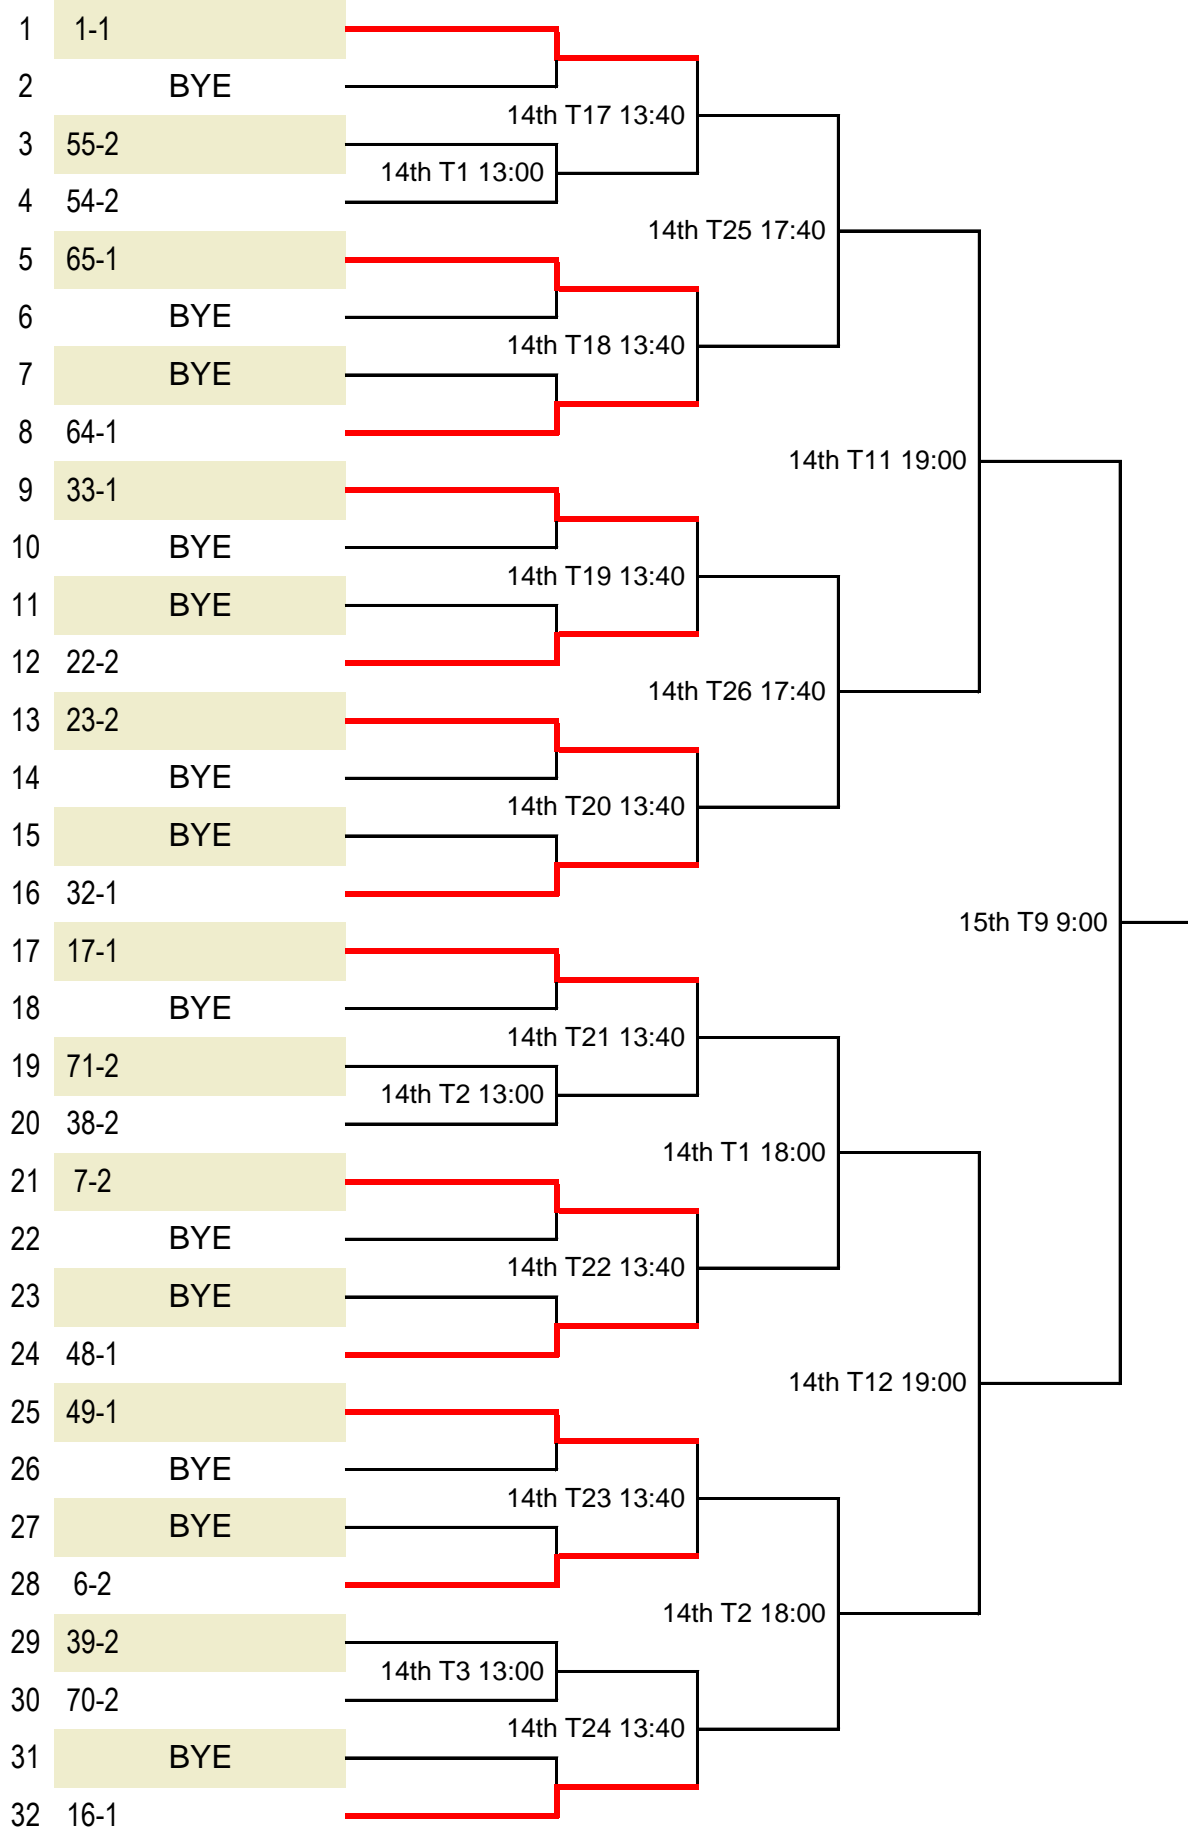 1 1-1
2 BYE
14th T17 13:40
3 55-2
14th T1 13:00
4 54-2
14th T25 17:40
5 65-1
6 BYE
14th T18 13:40
7 BYE
8 64-1
14th T11 19:00
9 33-1
10 BYE
14th T19 13:40
11 BYE
12 22-2
14th T26 17:40
13 23-2
14 BYE
14th T20 13:40
15 BYE
16 32-1
15th T9 9:00
17 17-1
18 BYE
14th T21 13:40
19 71-2
14th T2 13:00
20 38-2
14th T1 18:00
21 7-2
22 BYE
14th T22 13:40
23 BYE
24 48-1
14th T12 19:00
25 49-1
26 BYE
14th T23 13:40
27 BYE
28 6-2
14th T2 18:00
29 39-2
14th T3 13:00
30 70-2
14th T24 13:40
31 BYE
32 16-1